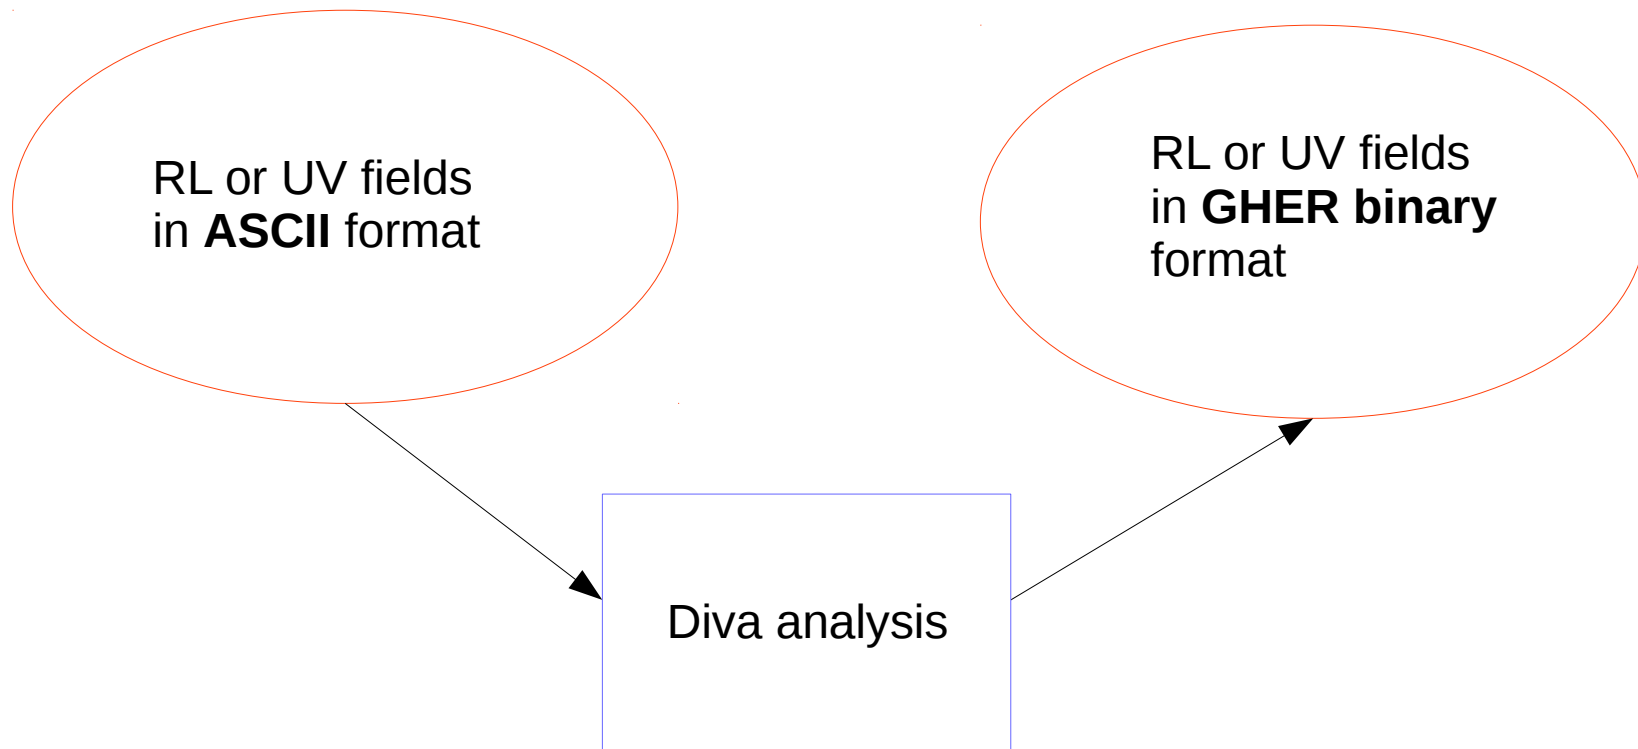 RL or UV fields
in ASCII format
RL or UV fields
in GHER binary
format
Diva analysis